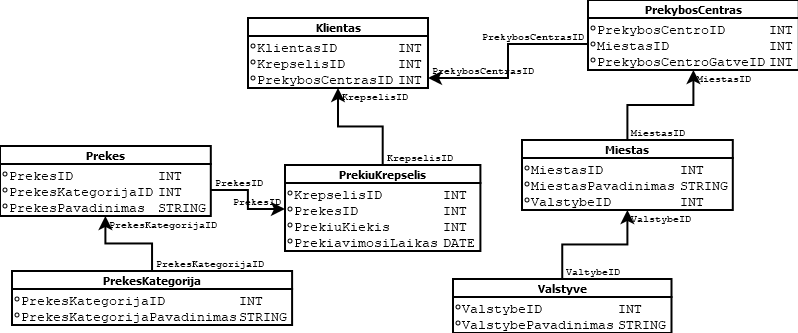 Klientas
KlientasID INT
KrepselisID INT
PrekybosCentrasID INT
PrekybosCentras
PrekybosCentroID INT
MiestasID INT
PrekybosCentroGatveID INT
PrekybosCentrasID
PrekybosCentrasID
MiestasID
KrepselisID
MiestasID
Prekes
PrekesID INT
PrekesKategorijaID INT
PrekesPavadinimas STRING
PrekesID
PrekesID
KrepselisID
PrekiuKrepselis
KrepselisID INT
PrekesID INT
PrekiuKiekis INT
PrekiavimosiLaikas DATE
Miestas
MiestasID INT
MiestasPavadinimas STRING
ValstybeID INT
ValstybeID
PrekesKategorijaID
PrekesKategorijaID
PrekesKategorija
PrekesKategorijaID INT
PrekesKategorijaPavadinimas STRING
ValtybeID
Valstyve
ValstybeID INT
ValstybePavadinimas STRING